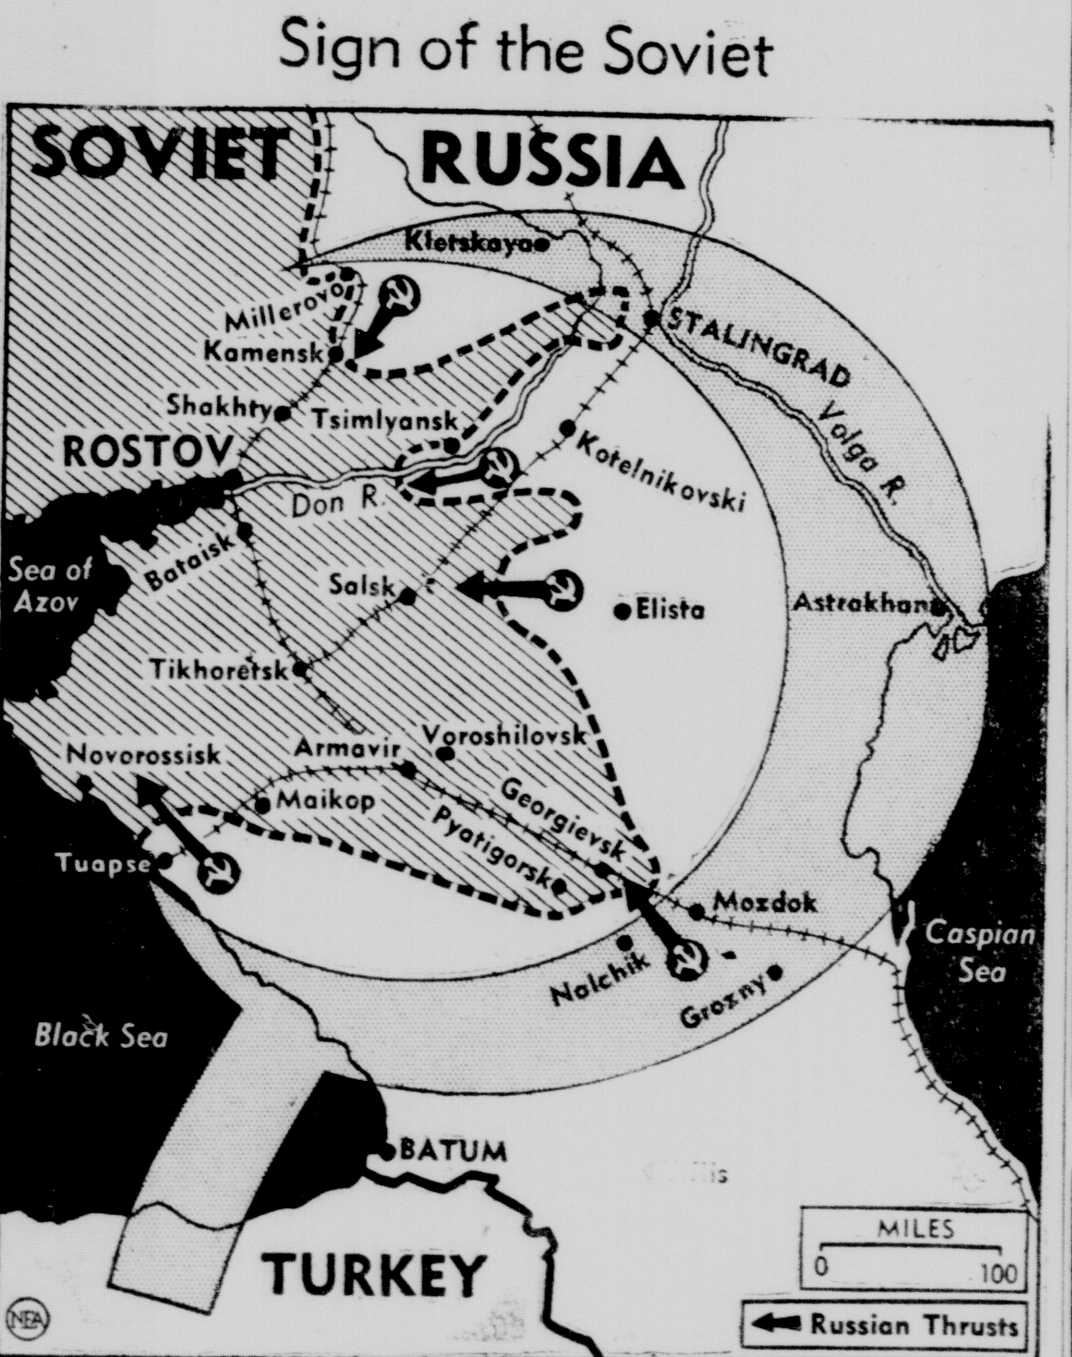 Sign of the Soviet
SOVIET RUSSIA
Kletskaya
Millerovo
Kamensk
STALINGRAD
Shakhty
Tsimlyansk
Volga R.
ROSTOV
Kotelnikovski
Don R.
Bataisk
Sea of
Azov
Salsk
Elista
Astrakhan
Tikhoretsk
Novorossisk
Armavir
Voroshilovsk
Maikop
Georgievsk
Pyatigorsk
Tuapse
Mozdok
Nalchik
Grozny
Caspian
Sea
Black Sea
BATUM
MILES
0 100
TURKEY
NEA
Russian Thrusts